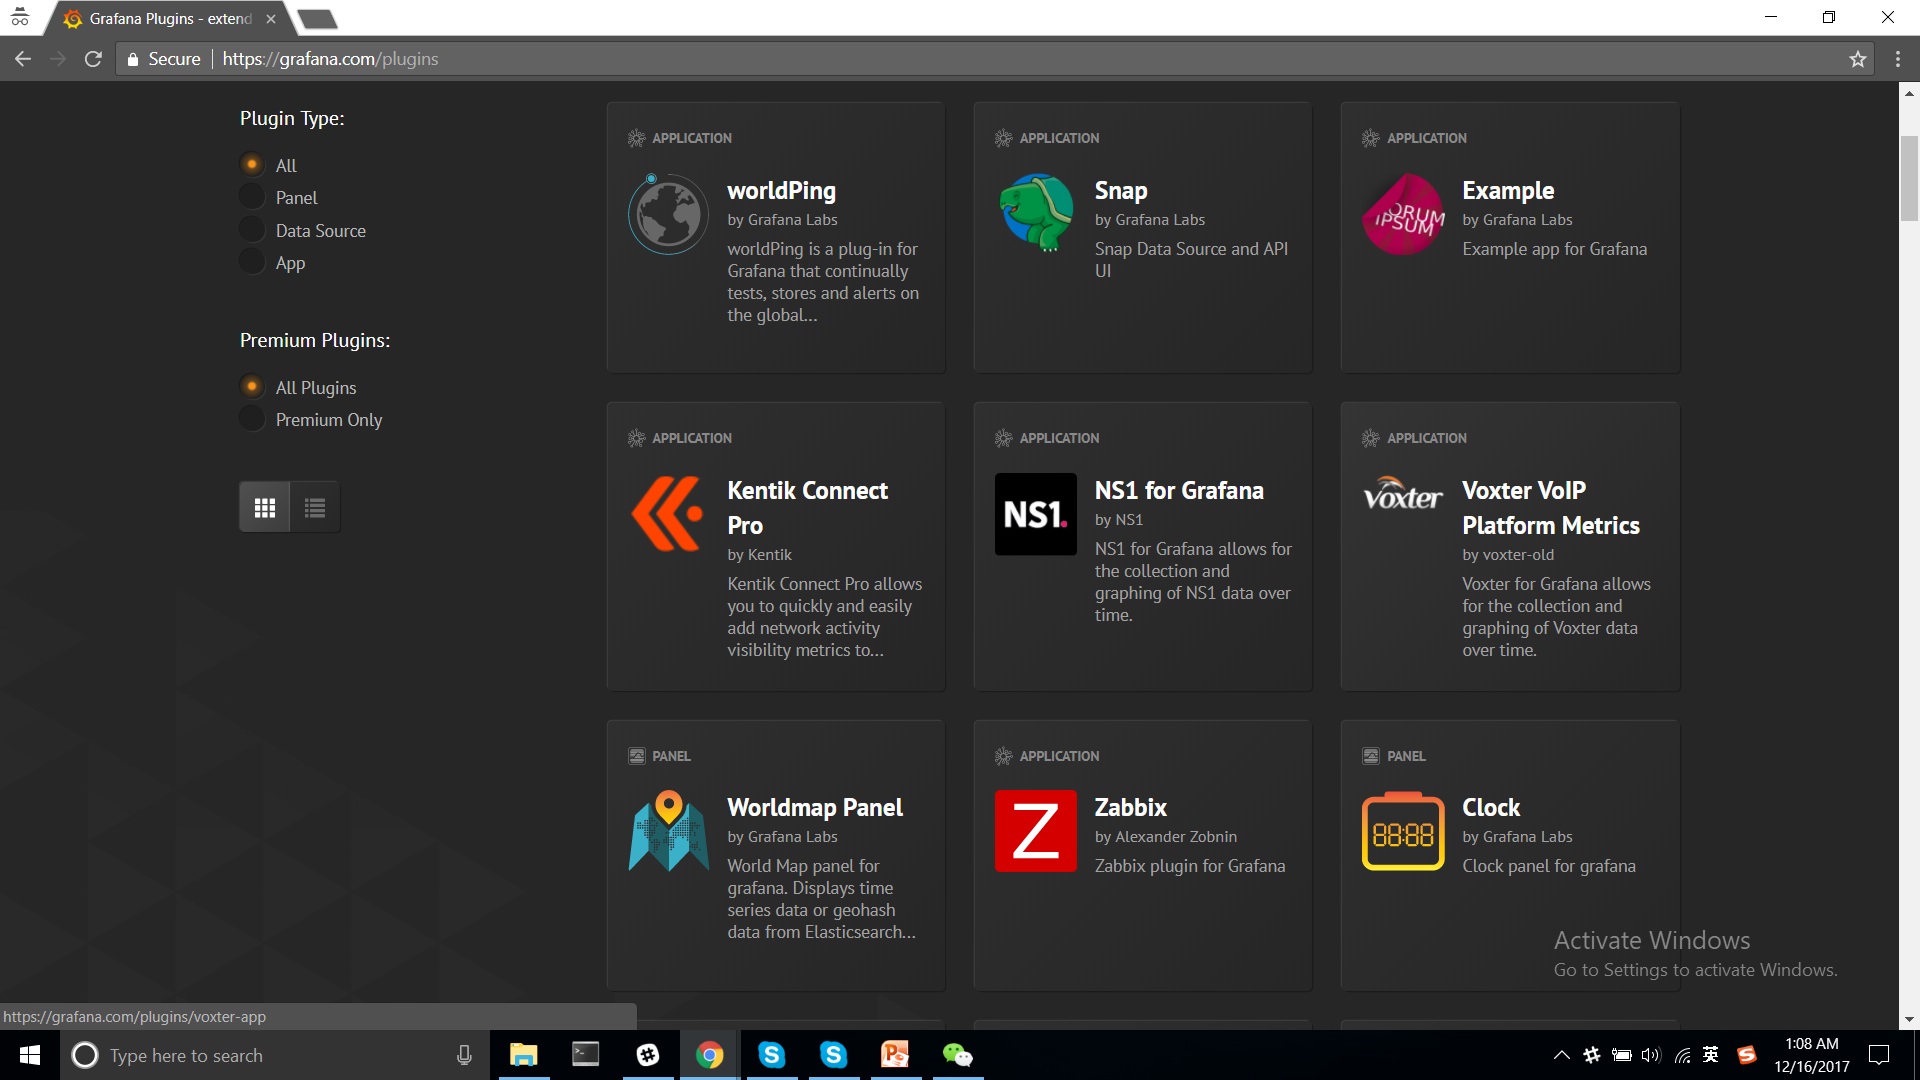 Grafana Plugins - extend
Secure
https://grafana.com/plugins
Plugin Type:
All
Panel
Data Source
App
Premium Plugins:
All Plugins
Premium Only
APPLICATION
worldPing
by Grafana Labs
worldPing is a plug-in for
Grafana that continually
tests, stores and alerts on
the global...
APPLICATION
Snap
by Grafana Labs
Snap Data Source and API
UI
APPLICATION
LORUM
IPSUM
Example
by Grafana Labs
Example app for Grafana
APPLICATION
Kentik Connect
Pro
by Kentik
Kentik Connect Pro allows
you to quickly and easily
add network activity
visibility metrics to...
APPLICATION
NS1.
NS1 for Grafana
by NS1
NS1 for Grafana allows for
the collection and
graphing of NS1 data over
time.
APPLICATION
voxter
Voxter VoIP
Platform Metrics
by voxter-old
Voxter for Grafana allows
for the collection and
graphing of Voxter data
over time.
PANEL
Worldmap Panel
by Grafana Labs
World Map panel for
grafana. Displays time
series data or geohash
data from Elasticsearch...
APPLICATION
Z
Zabbix
by Alexander Zobnin
Zabbix plugin for Grafana
PANEL
88:88
Clock
by Grafana Labs
Clock panel for grafana
Activate Windows
Go to Settings to activate Windows.
https://grafana.com/plugins/voxter-app
Type here to search
英
1:08 AM
12/16/2017